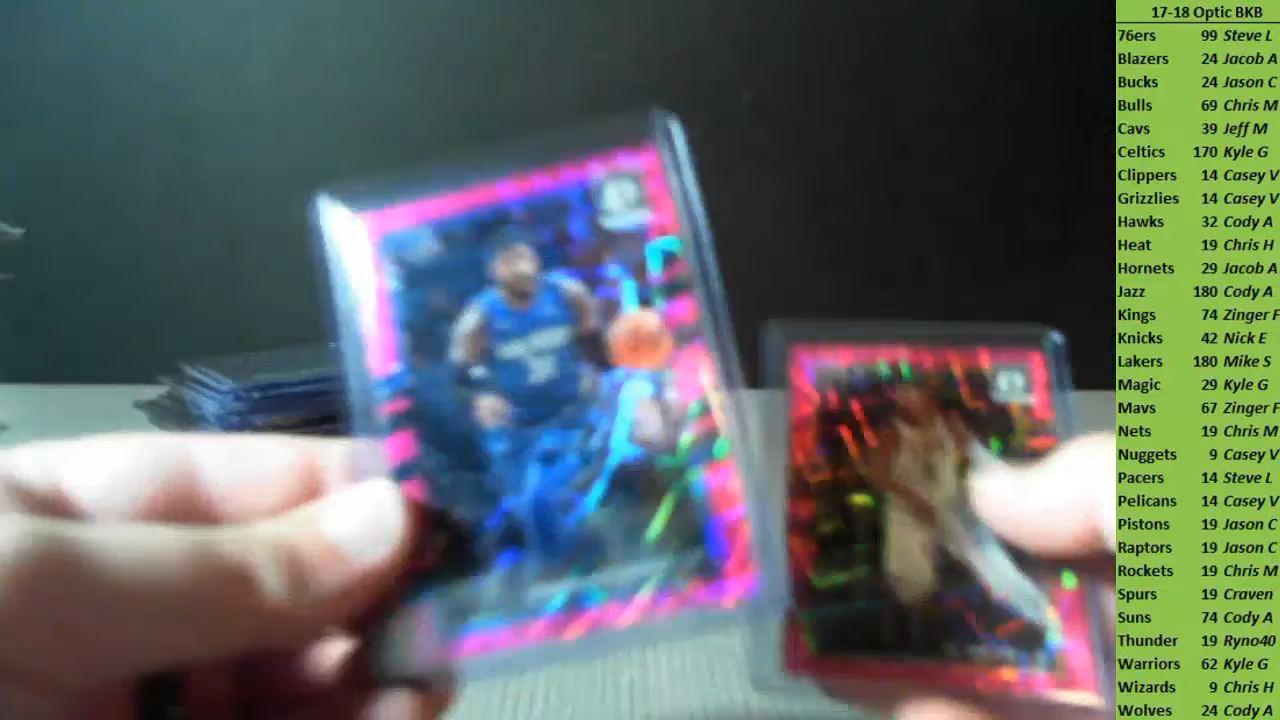 17-18 Optic BKB
76ers 99 Steve L
Blazers 24 Jacob A
Bucks 24 Jason C
Bulls 69 Chris M
Cavs 39 Jeff M
Celtics 170 Kyle G
Clippers 14 Casey V
Grizzlies 14 Casey V
Hawks 32 Cody A
Heat 19 Chris H
Hornets 29 Jacob A
Jazz 180 Cody A
Kings 74 Zinger F
Knicks 42 Nick E
Lakers 180 Mike S
Magic 29 Kyle G
Mavs 67 Zinger F
Nets 19 Chris M
Nuggets 9 Casey V
Pacers 14 Steve L
Pelicans 14 Casey V
Pistons 19 Jason C
Raptors 19 Jason C
Rockets 19 Chris M
Spurs 19 Craven
Suns 74 Cody A
Thunder 19 Ryno40
Warriors 62 Kyle G
Wizards 9 Chris H
Wolves 24 Cody A